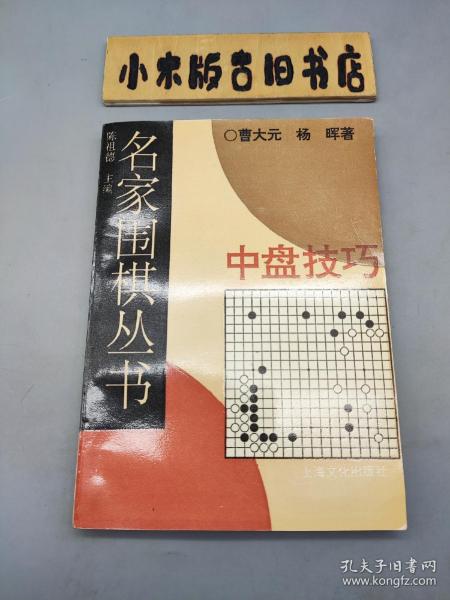 小木版古旧书店
陈祖德 主编
名家围棋丛书
○曹大元 杨晖著
中盘技巧
上海文化出版社
孔夫子旧书网
www.kongfz.com